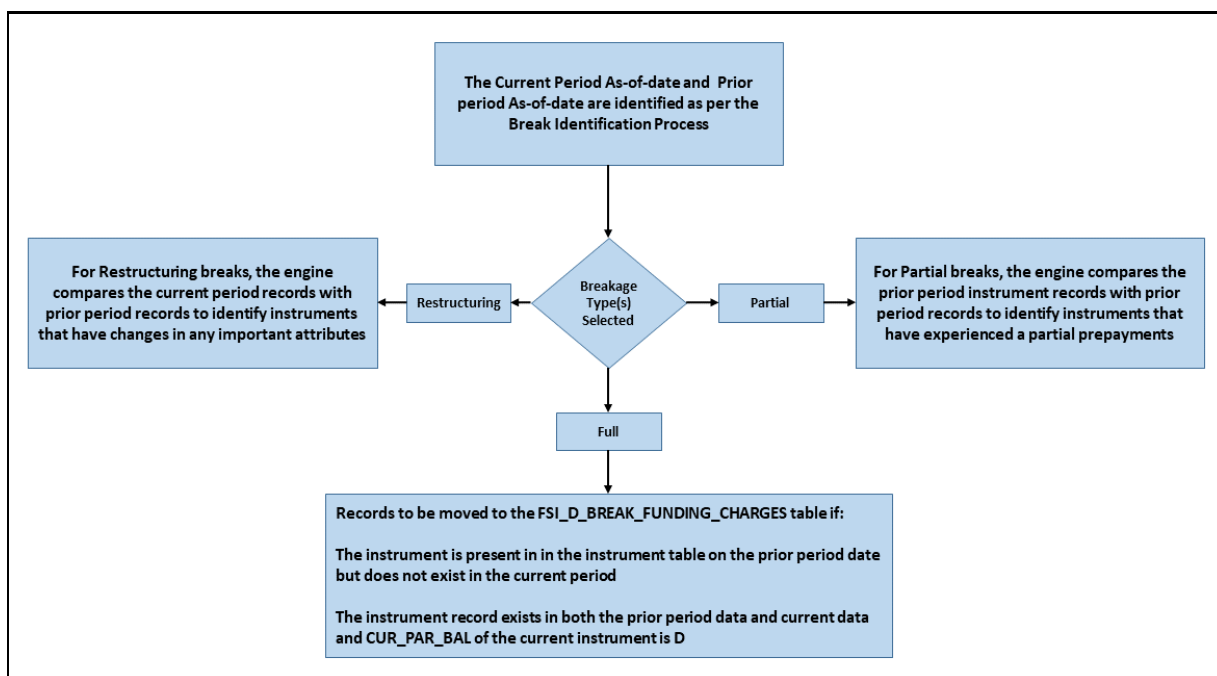 The Current Period As-of-date and Prior
period As-of-date are identified as per the
Break Identification Process
For Restructuring breaks, the engine
compares the current period records with
prior period records to identify instruments
that have changes in any important attributes
Restructuring
Breakage
Type(s)
Selected
Partial
For Partial breaks, the engine compares the
prior period instrument records with prior
period records to identify instruments that
have experienced a partial prepayments
Full
Records to be moved to the FSI_D_BREAK_FUNDING_CHARGES table if:
The instrument is present in in the instrument table on the prior period date
but does not exist in the current period
The instrument record exists in both the prior period data and current data
and CUR_PAR_BAL of the current instrument is D